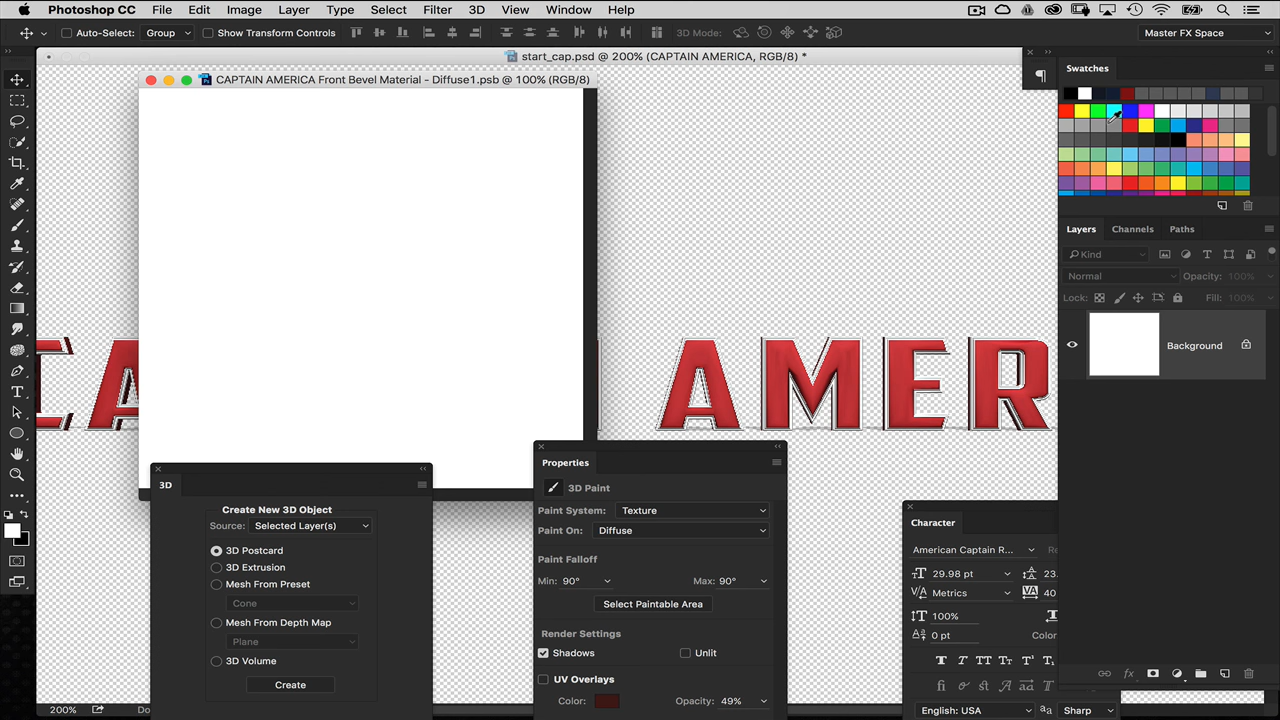 Photoshop CC File Edit Image Layer Type Select Filter 3D View Window Help
Auto-Select: Group Show Transform Controls 3D Mode: Master FX Space
start_cap.psd @ 200% (CAPTAIN AMERICA, RGB/8) *
CAPTAIN AMERICA Front Bevel Material - Diffuse1.psb @ 100% (RGB/8)
Swatches
Layers Channels Paths
Kind
Normal Opacity: 100%
Lock: Fill: 100%
Background
AMER
3D
Create New 3D Object
Source: Selected Layer(s)
3D Postcard
3D Extrusion
Mesh From Preset
Cone
Mesh From Depth Map
Plane
3D Volume
Create
Properties
3D Paint
Paint System: Texture
Paint On: Diffuse
Paint Falloff
Min: 90° Max: 90°
Select Paintable Area
Render Settings
Shadows Unlit
UV Overlays
Color: Opacity: 49%
Character
American Captain R... Re
29.98 pt 23.
Metrics 40
100%
0 pt Color
English: USA Sharp
200% Do